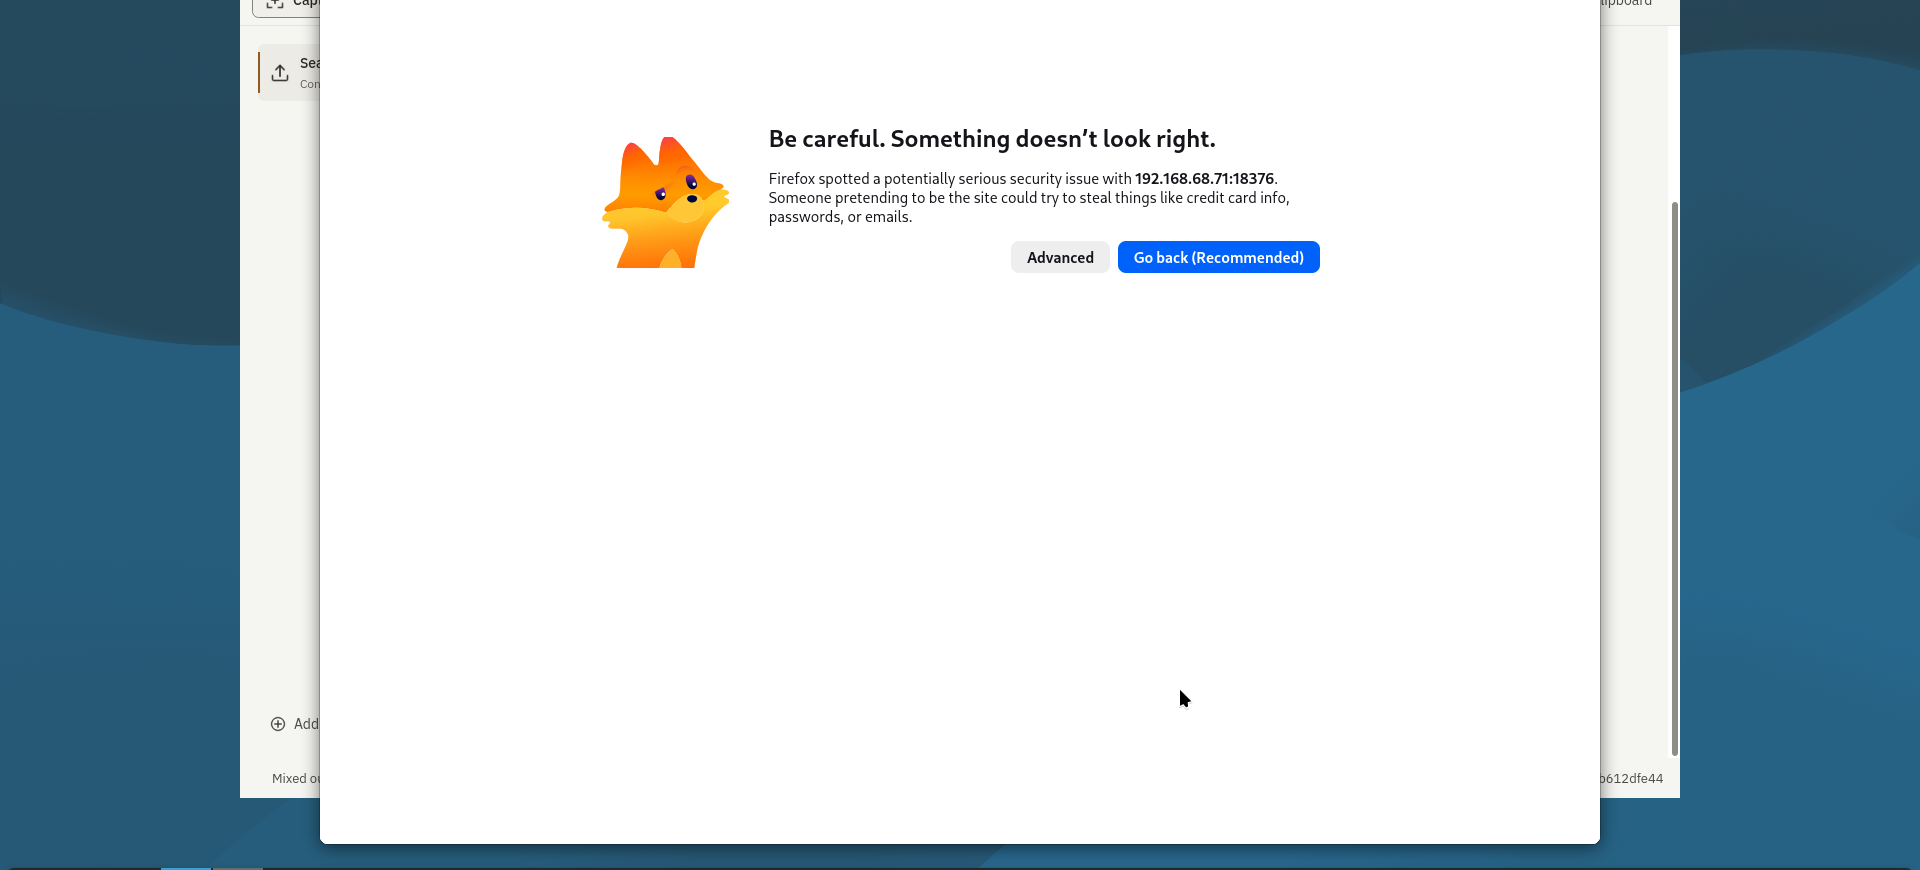 Be careful. Something doesn’t look right.
Firefox spotted a potentially serious security issue with 192.168.68.71:18376.
Someone pretending to be the site could try to steal things like credit card info,
passwords, or emails.
Advanced
Go back (Recommended)
Add
Mixed
b612dfe44